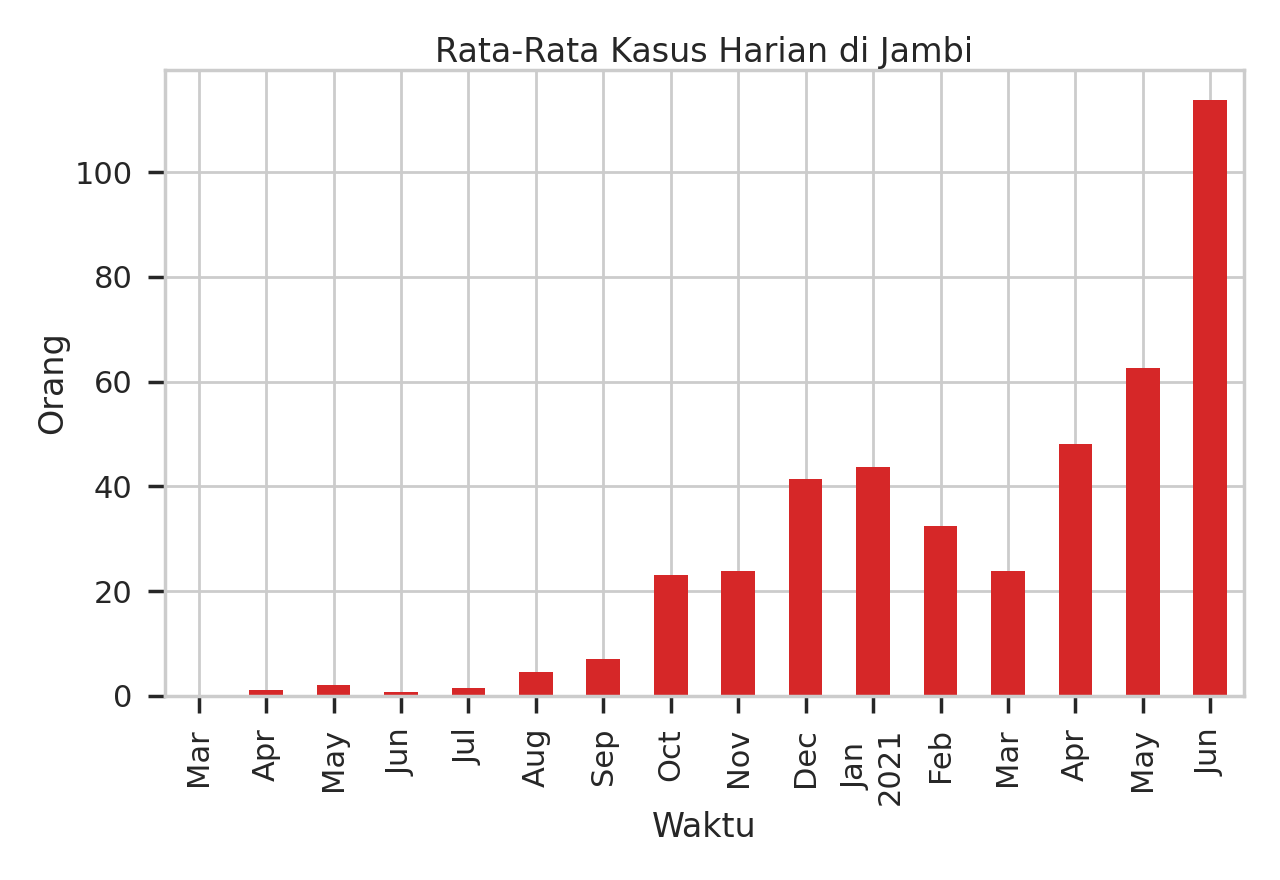 Rata-Rata Kasus Harian di Jambi
Orang
100
80
60
40
20
0
Mar
Apr
May
Jun
Jul
Aug
Sep
Oct
Nov
Dec
Jan
2021
Feb
Mar
Apr
May
Jun
Waktu